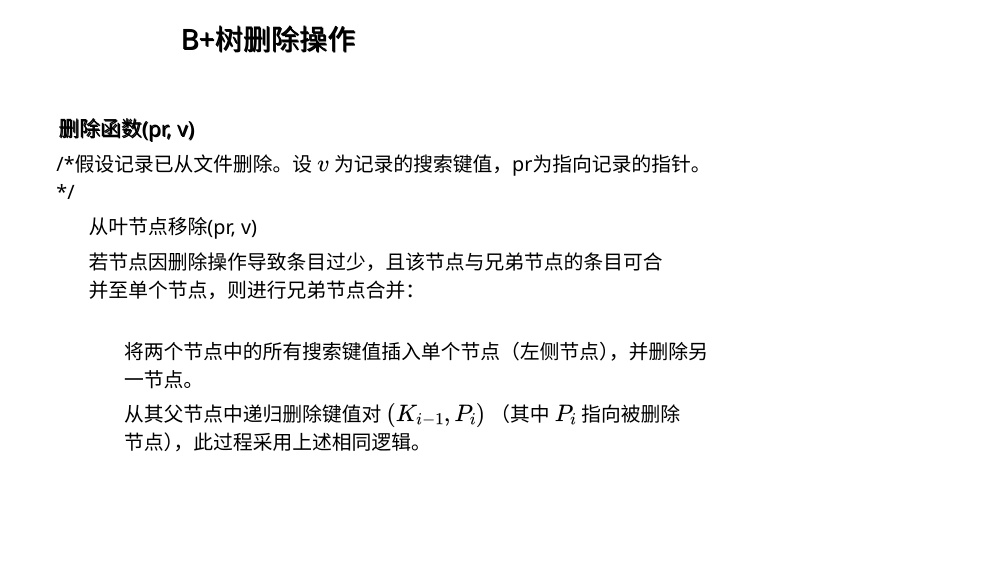 B+树删除操作
删除函数(pr, v)
/*假设记录已从文件删除。设 v 为记录的搜索键值，pr为指向记录的指针。
*/
从叶节点移除(pr, v)
若节点因删除操作导致条目过少，且该节点与兄弟节点的条目可合
并至单个节点，则进行兄弟节点合并：
将两个节点中的所有搜索键值插入单个节点（左侧节点），并删除另
一节点。
从其父节点中递归删除键值对 (K_{i−1}, P_i) （其中 P_i 指向被删除
节点），此过程采用上述相同逻辑。